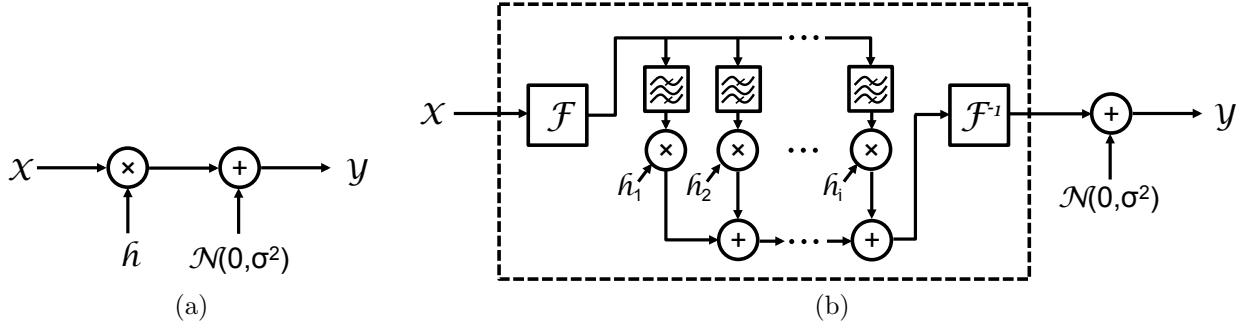 x × + y
h N(0,σ²)
(a)
x F × × ··· × F⁻¹ + y
h₁ h₂ hᵢ
+ ··· +
N(0,σ²)
(b)